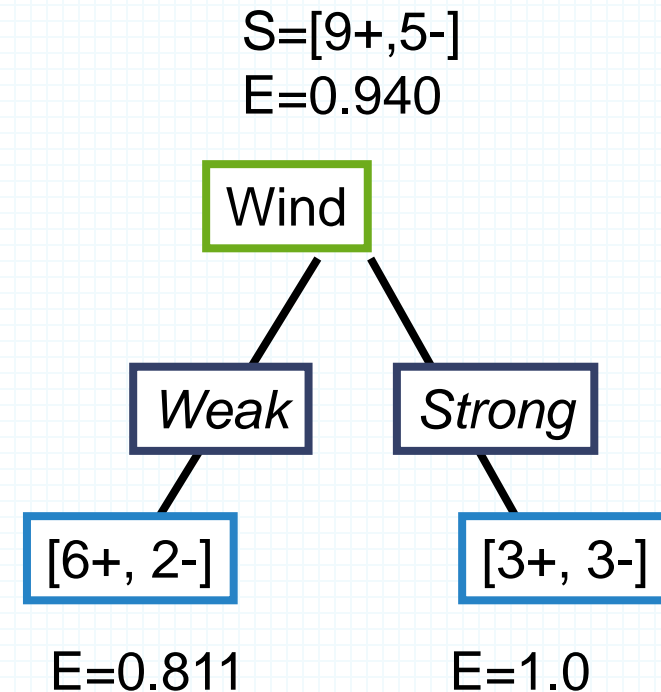 S=[9+,5-]
E=0.940
Wind
Weak
Strong
[6+, 2-]
[3+, 3-]
E=0.811
E=1.0